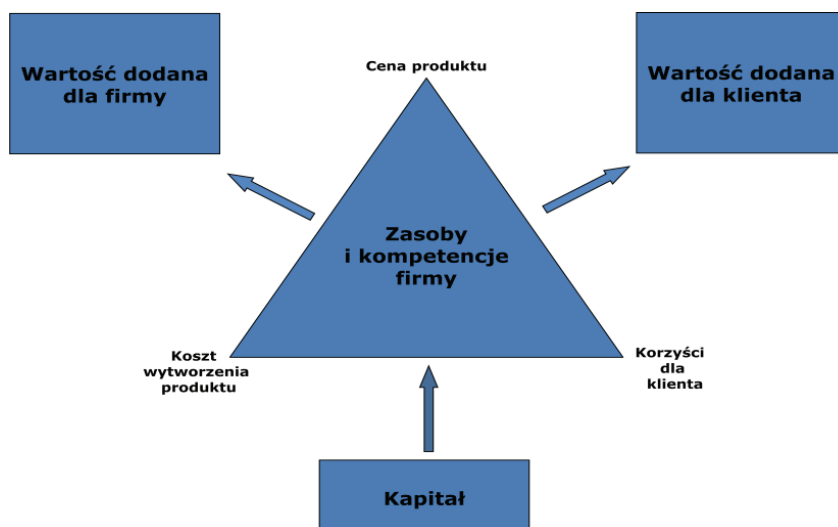 Wartość dodana
dla firmy
Cena produktu
Wartość dodana
dla klienta
Zasoby
i kompetencje
firmy
Koszt
wytworzenia
produktu
Korzyści
dla
klienta
Kapitał